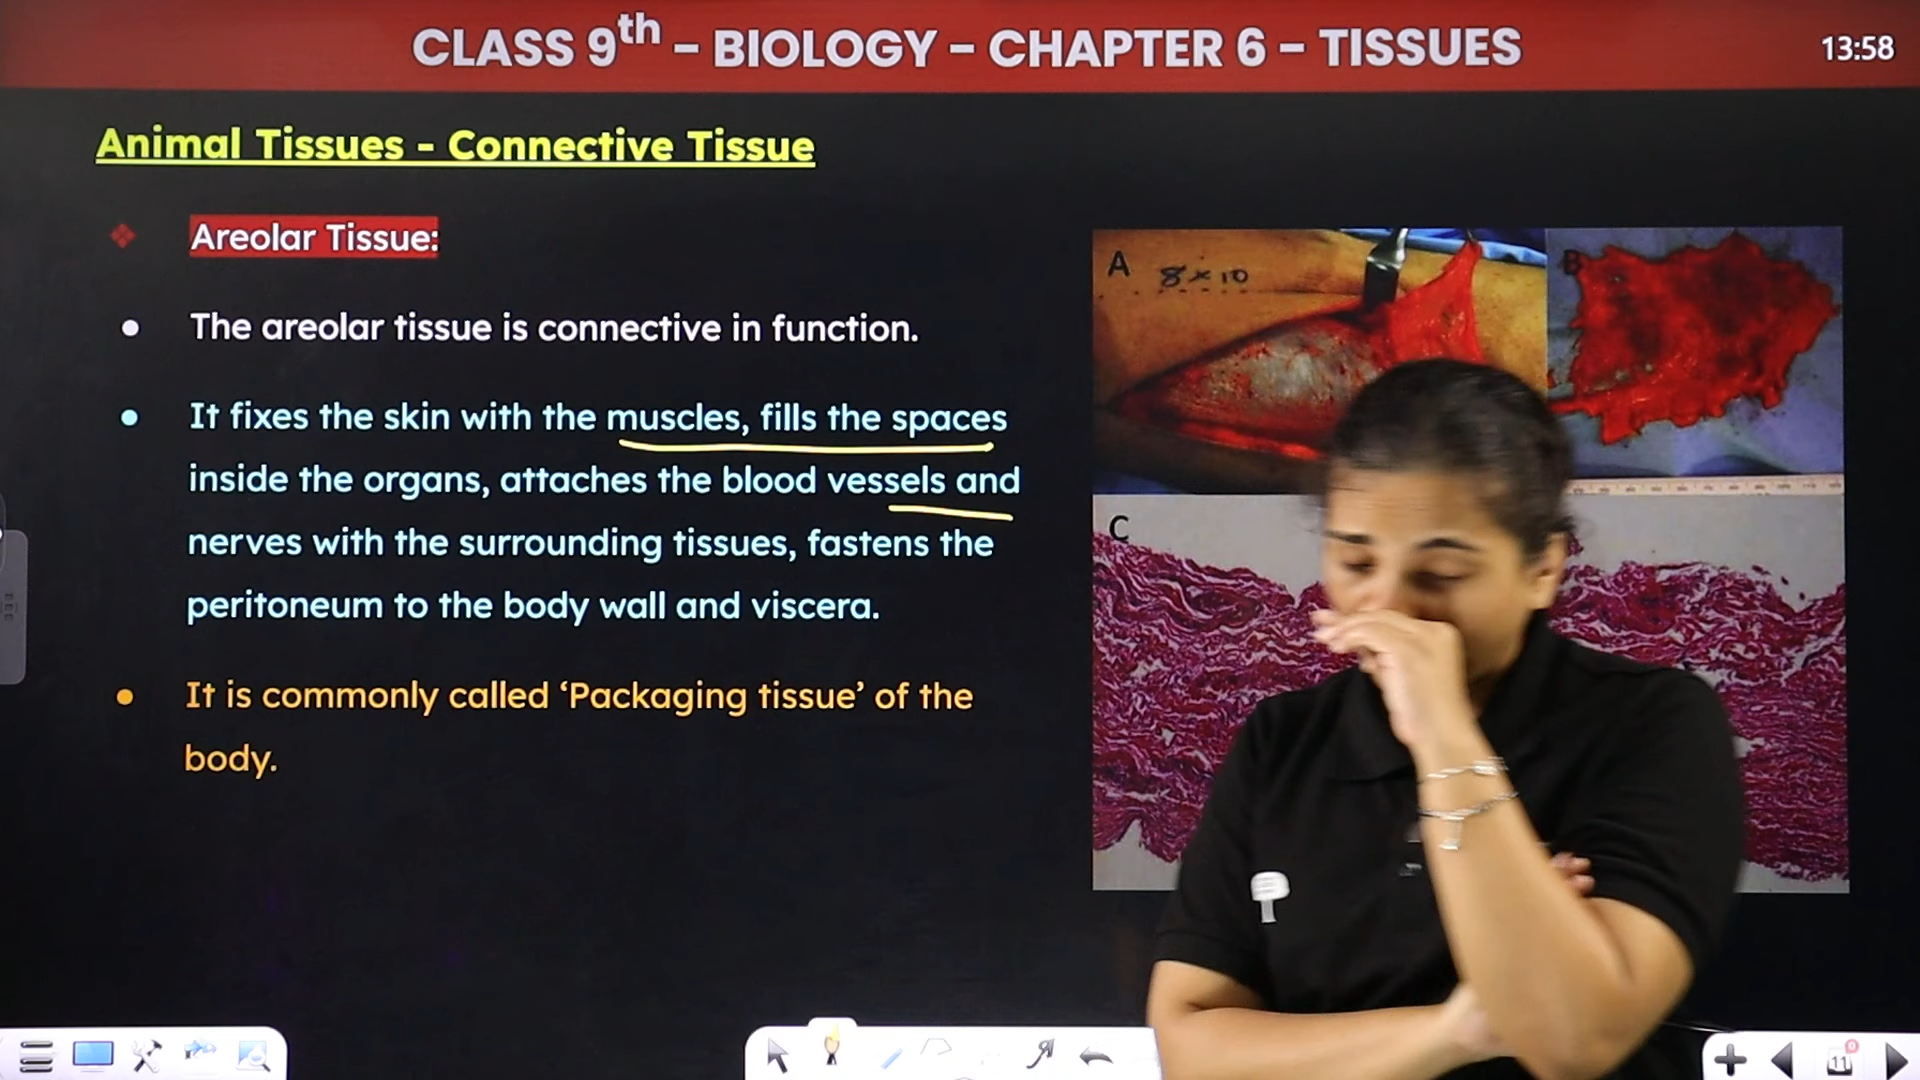 CLASS 9th – BIOLOGY – CHAPTER 6 – TISSUES
13:58
Animal Tissues - Connective Tissue
Areolar Tissue:
The areolar tissue is connective in function.
It fixes the skin with the muscles, fills the spaces
inside the organs, attaches the blood vessels and
nerves with the surrounding tissues, fastens the
peritoneum to the body wall and viscera.
It is commonly called ‘Packaging tissue’ of the
body.
A
8 x 10
B
C
11
0